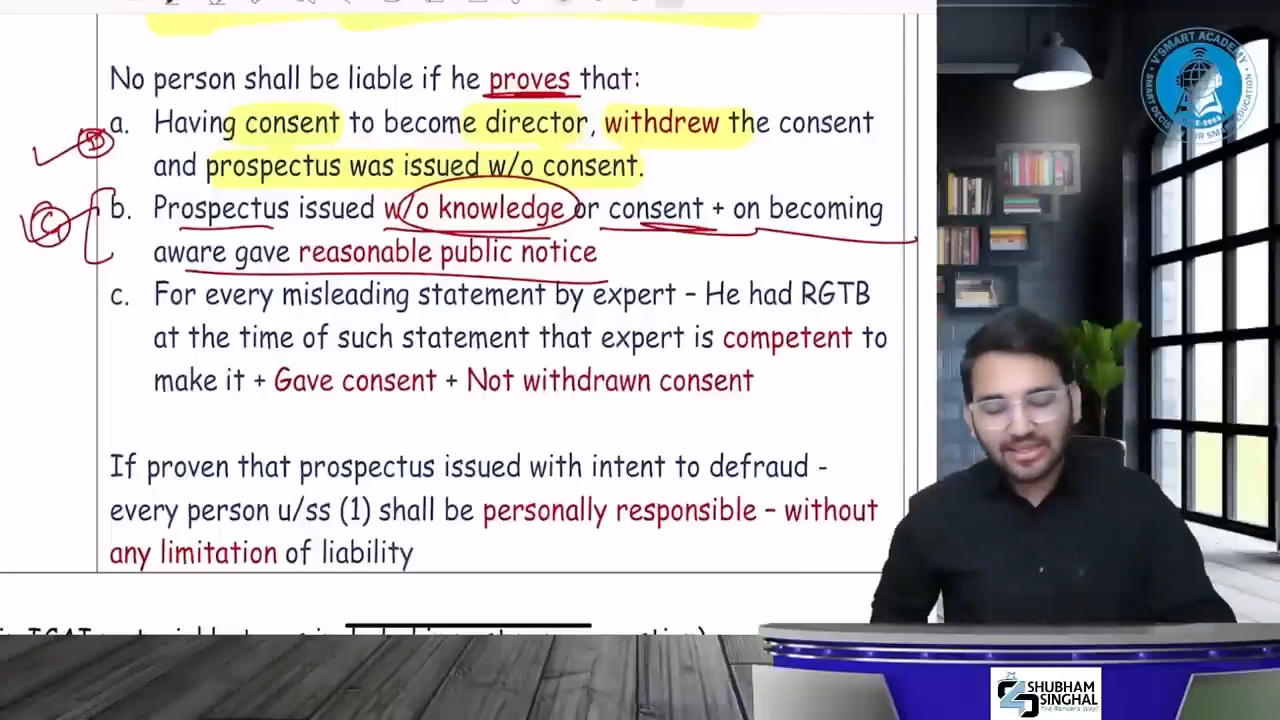 No person shall be liable if he proves that:
a. Having consent to become director, withdrew the consent
and prospectus was issued w/o consent.
b. Prospectus issued w/o knowledge or consent + on becoming
aware gave reasonable public notice
c. For every misleading statement by expert – He had RGTB
at the time of such statement that expert is competent to
make it + Gave consent + Not withdrawn consent
If proven that prospectus issued with intent to defraud -
every person u/ss (1) shall be personally responsible – without
any limitation of liability
V'SMART ACADEMY
SHUBHAM
SINGHAL